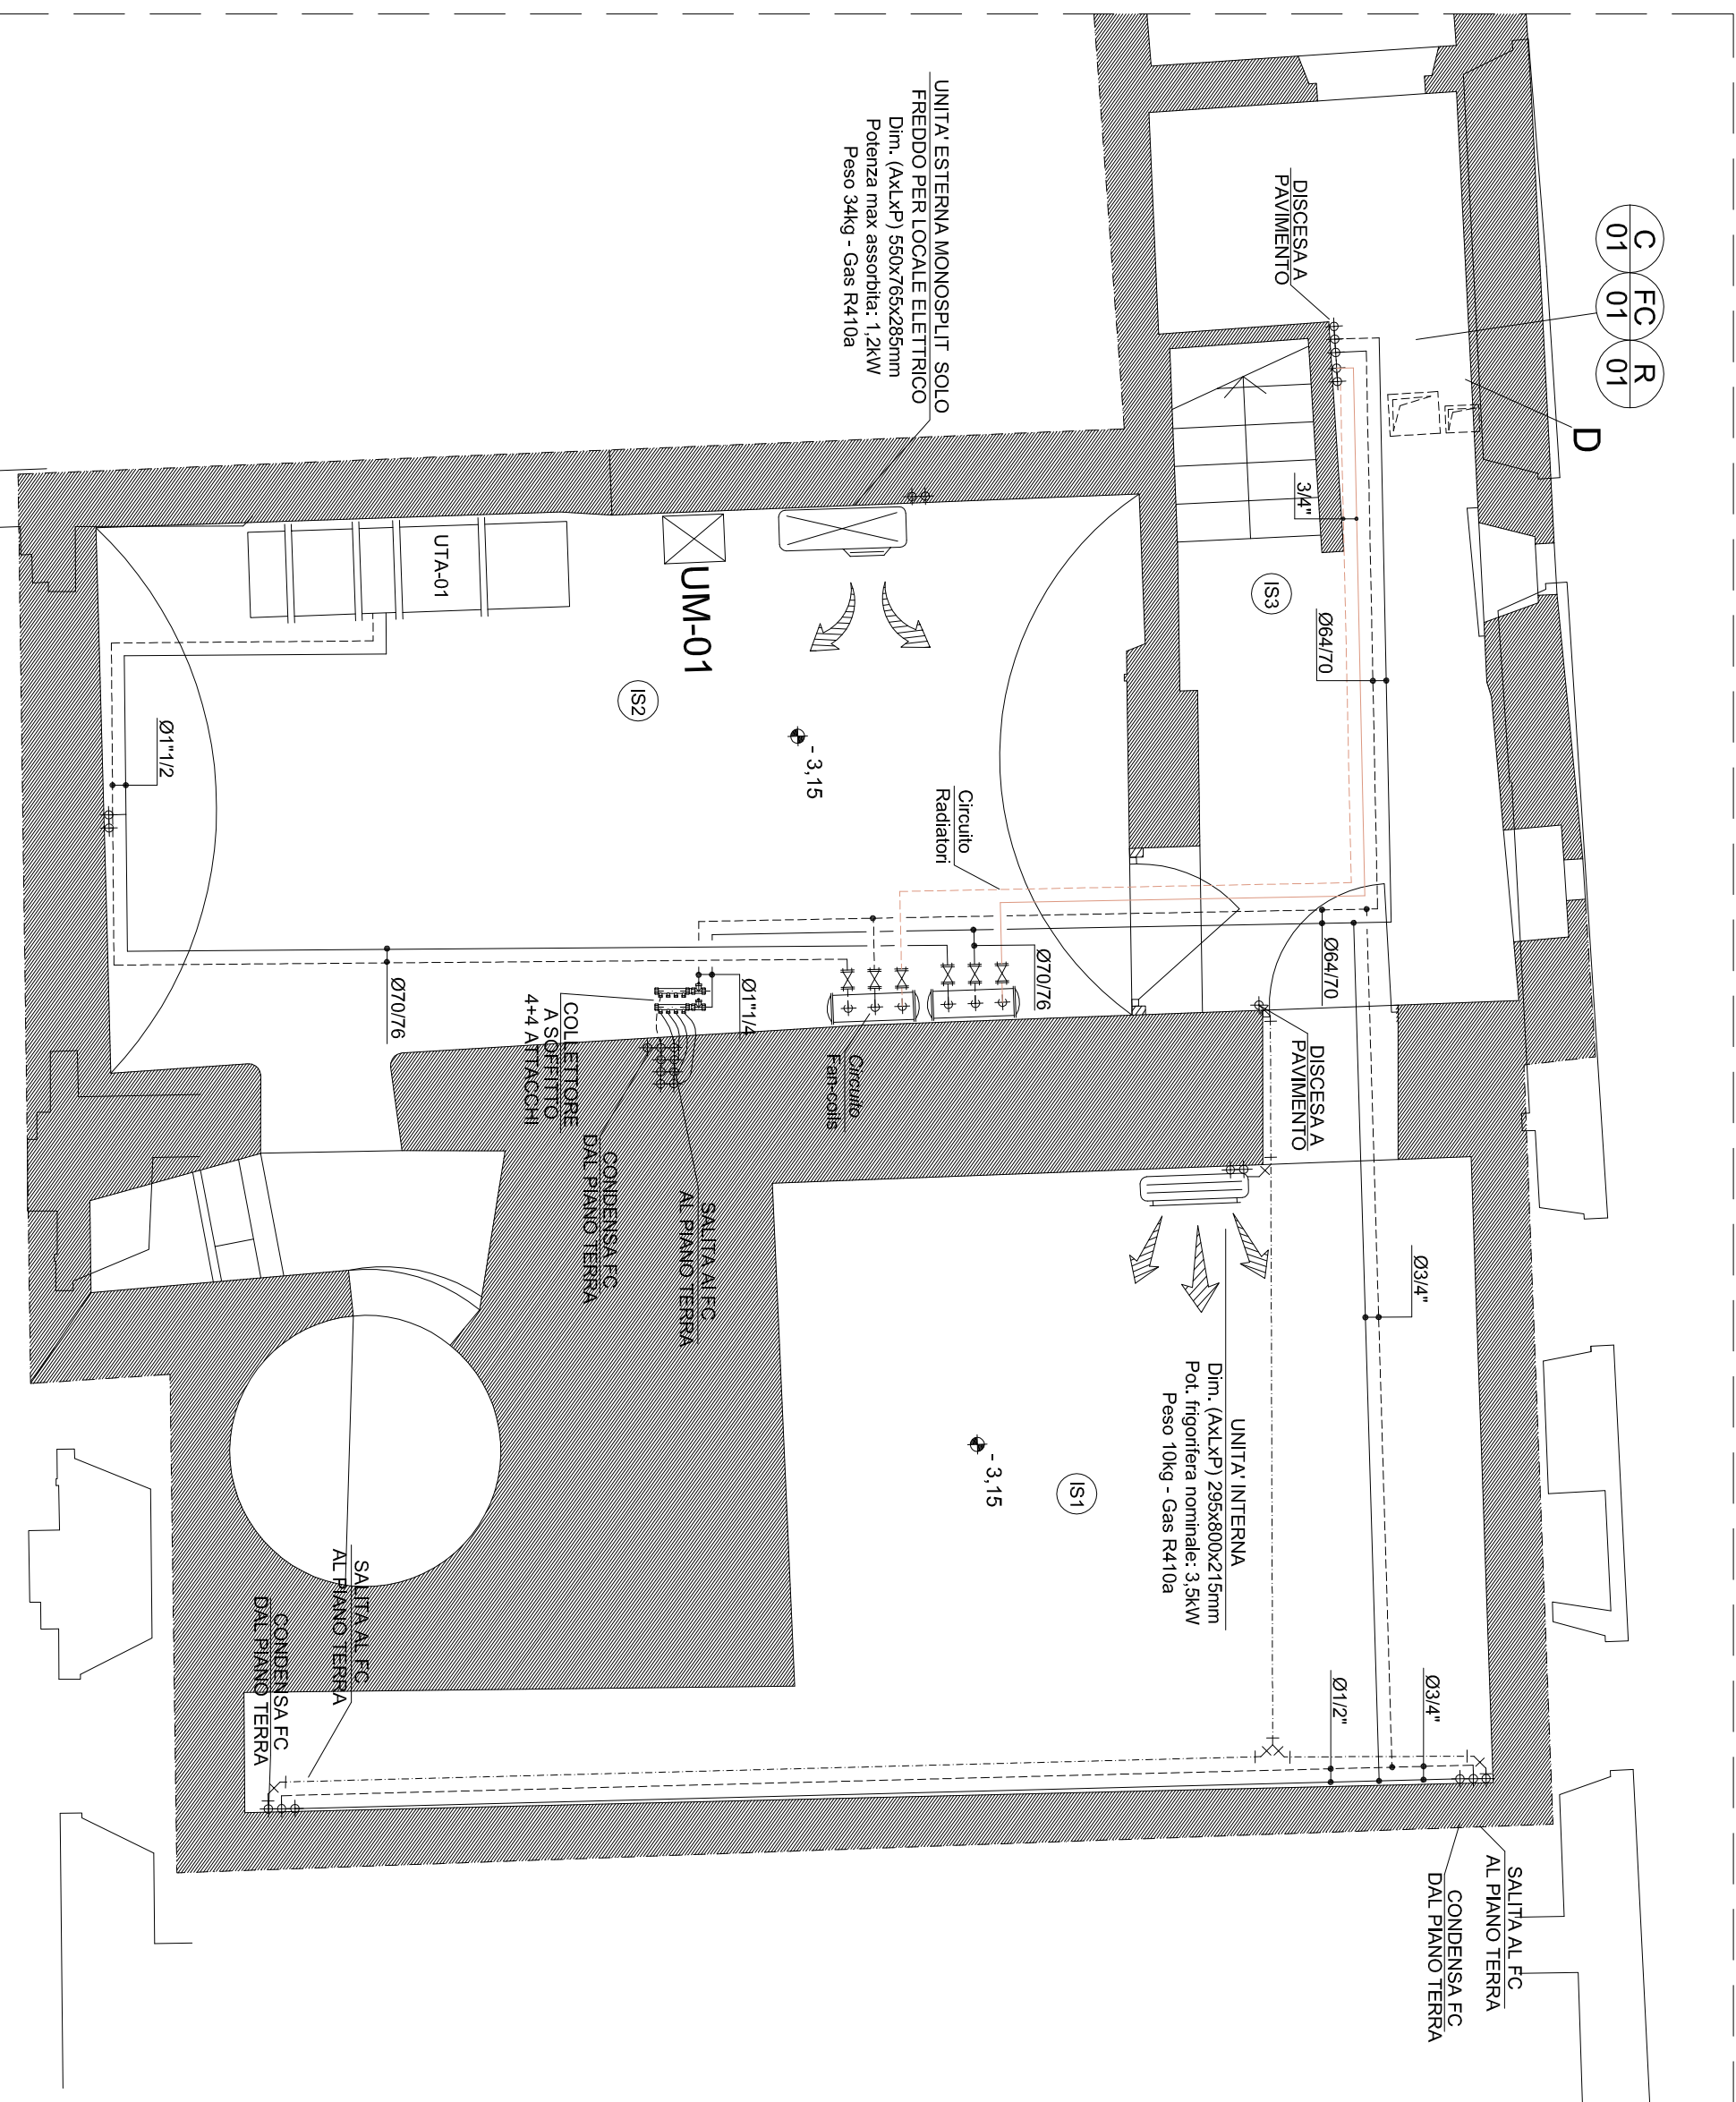 C
01
FC
01
R
01
D
DISCESA A
PAVIMENTO
UNITA' ESTERNA MONOSPLIT SOLO
FREDDO PER LOCALE ELETTRICO
Dim. (AxLxP) 550x765x285mm
Potenza max assorbita: 1,2kW
Peso 34kg - Gas R410a
3/4"
IS3
Ø64/70
UTA-01
UM-01
IS2
- 3,15
Ø1"1/2
Circuito
Radiatori
Ø64/70
Ø70/76
Ø1"1/4
Ø70/76
COLLETTORE
A SOFFITTO
4+4 ATTACCHI
Circuito
Fan-coils
DISCESA A
PAVIMENTO
CONDENSA FC
DAL PIANO TERRA
SALITA AI FC
AL PIANO TERRA
Ø3/4"
UNITA' INTERNA
Dim. (AxLxP) 295x800x215mm
Pot. frigorifera nominale: 3,5kW
Peso 10kg - Gas R410a
- 3,15
IS1
SALITA AL FC
AL PIANO TERRA
CONDENSA FC
DAL PIANO TERRA
Ø1/2"
Ø3/4"
SALITA AL FC
AL PIANO TERRA
CONDENSA FC
DAL PIANO TERRA